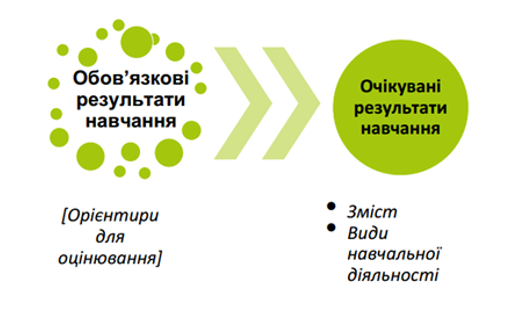 Обов’язкові
результати
навчання
Очікувані
результати
навчання
[Орієнтири
для
оцінювання]
• Зміст
• Види
навчальної
діяльності